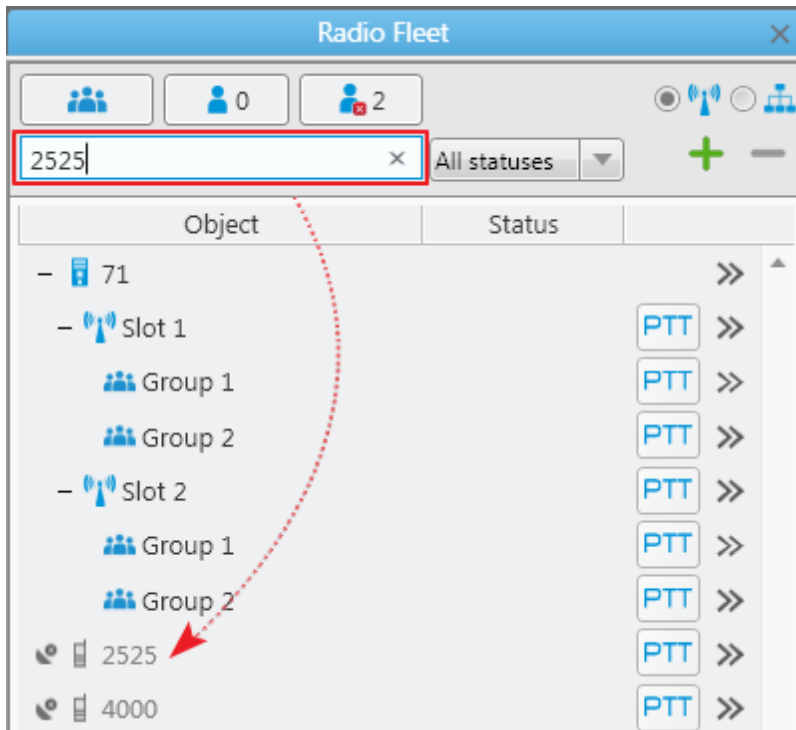 Radio Fleet
0 2
2525 All statuses
Object Status
71
Slot 1 PTT
Group 1 PTT
Group 2 PTT
Slot 2 PTT
Group 1 PTT
Group 2 PTT
2525 PTT
4000 PTT